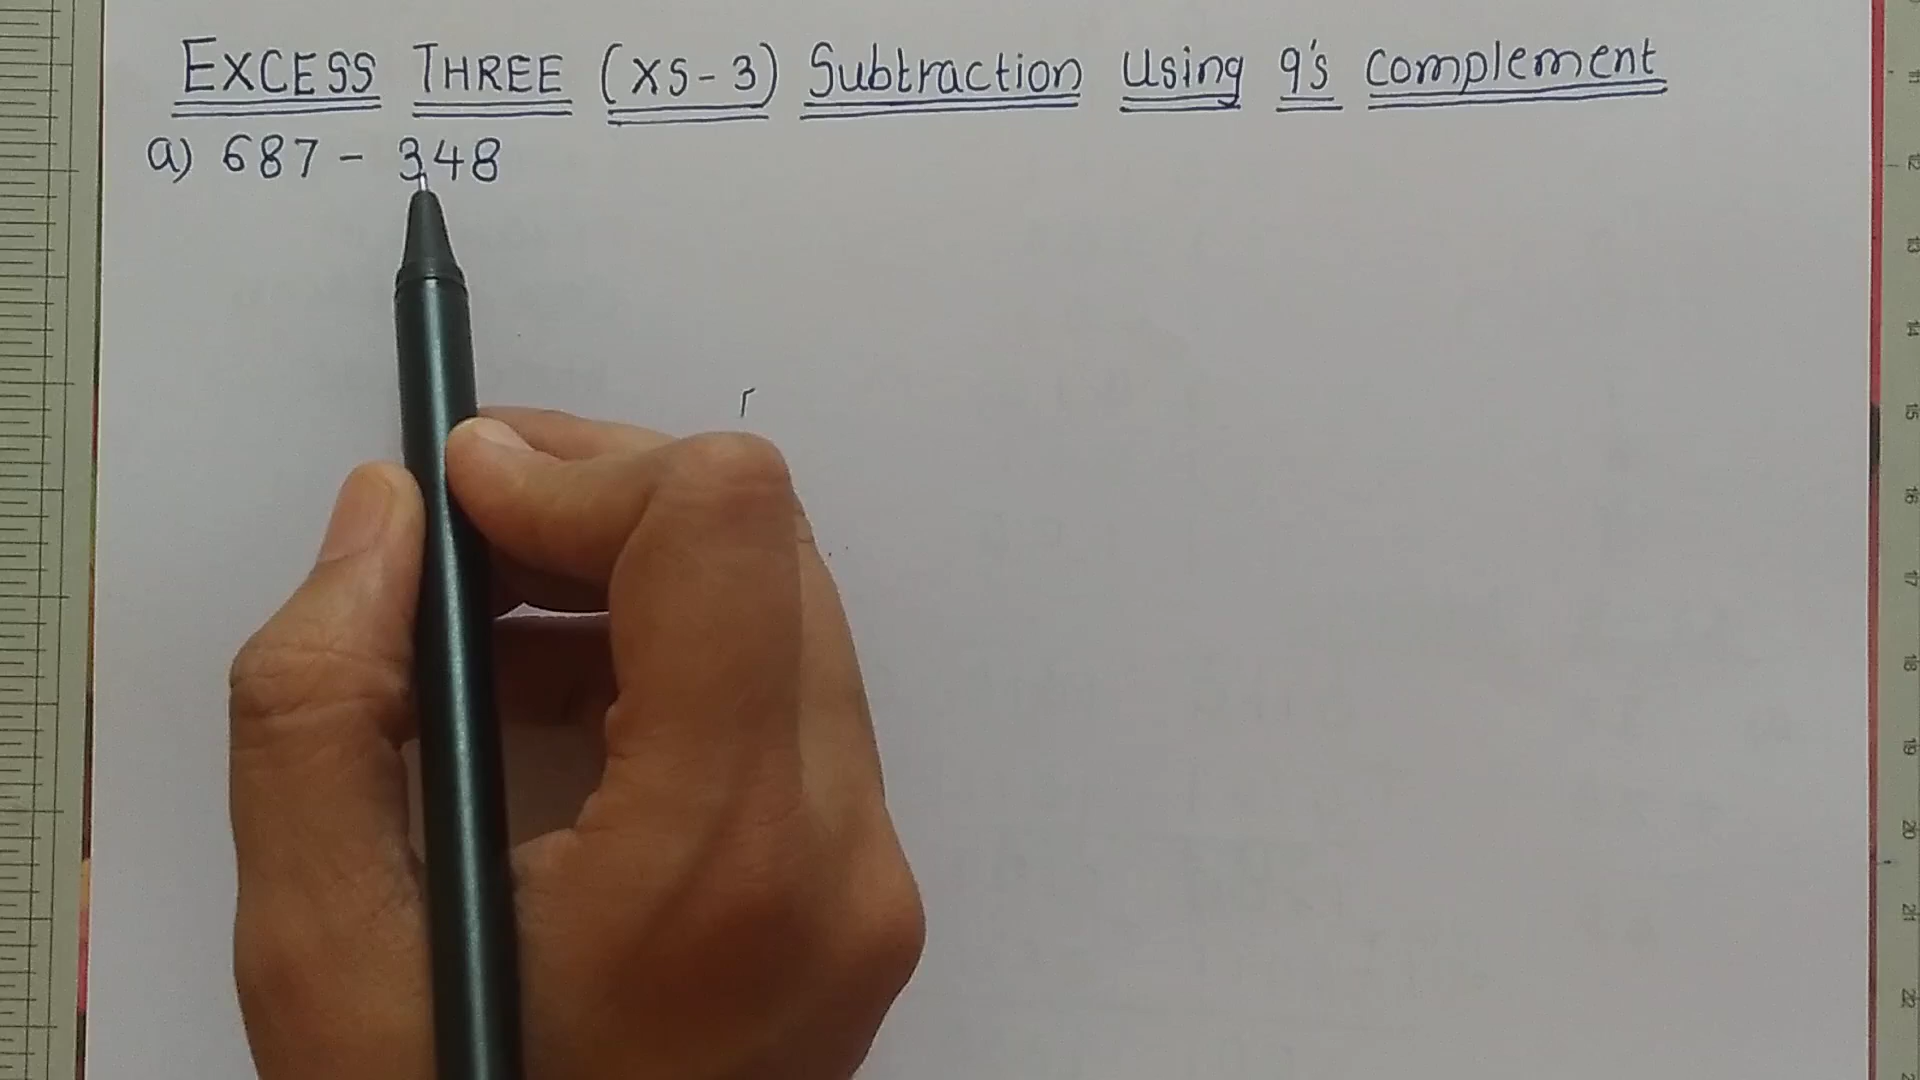 EXCESS THREE (XS-3) Subtraction Using 9's complement
a) 687 - 348